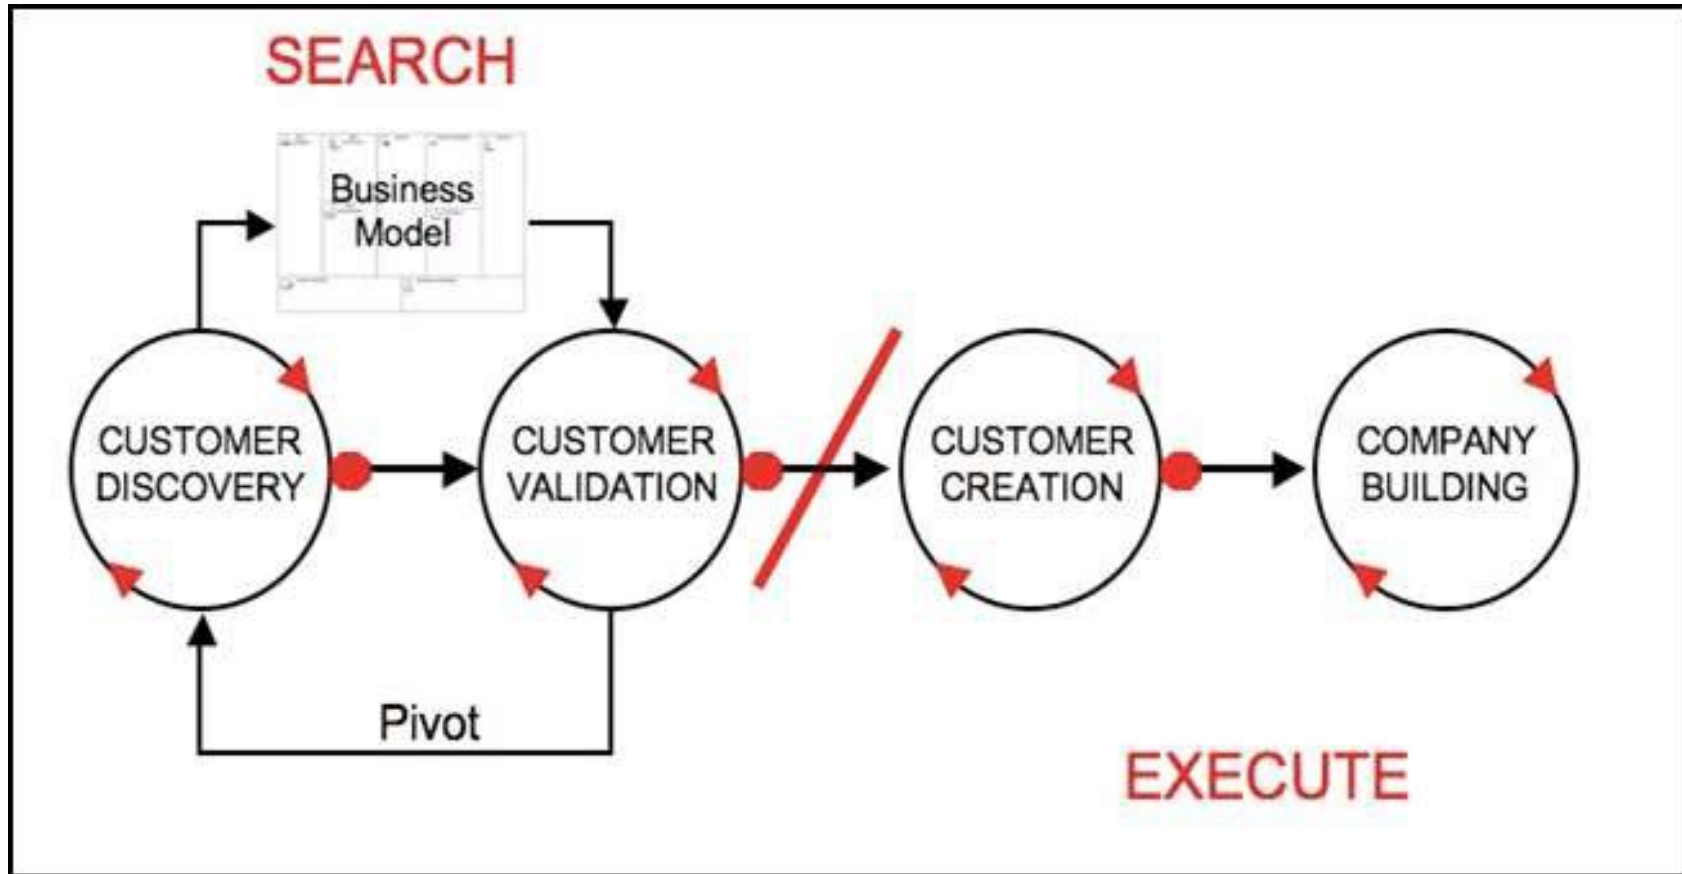 SEARCH
Business
Model
CUSTOMER
DISCOVERY
CUSTOMER
VALIDATION
CUSTOMER
CREATION
COMPANY
BUILDING
Pivot
EXECUTE